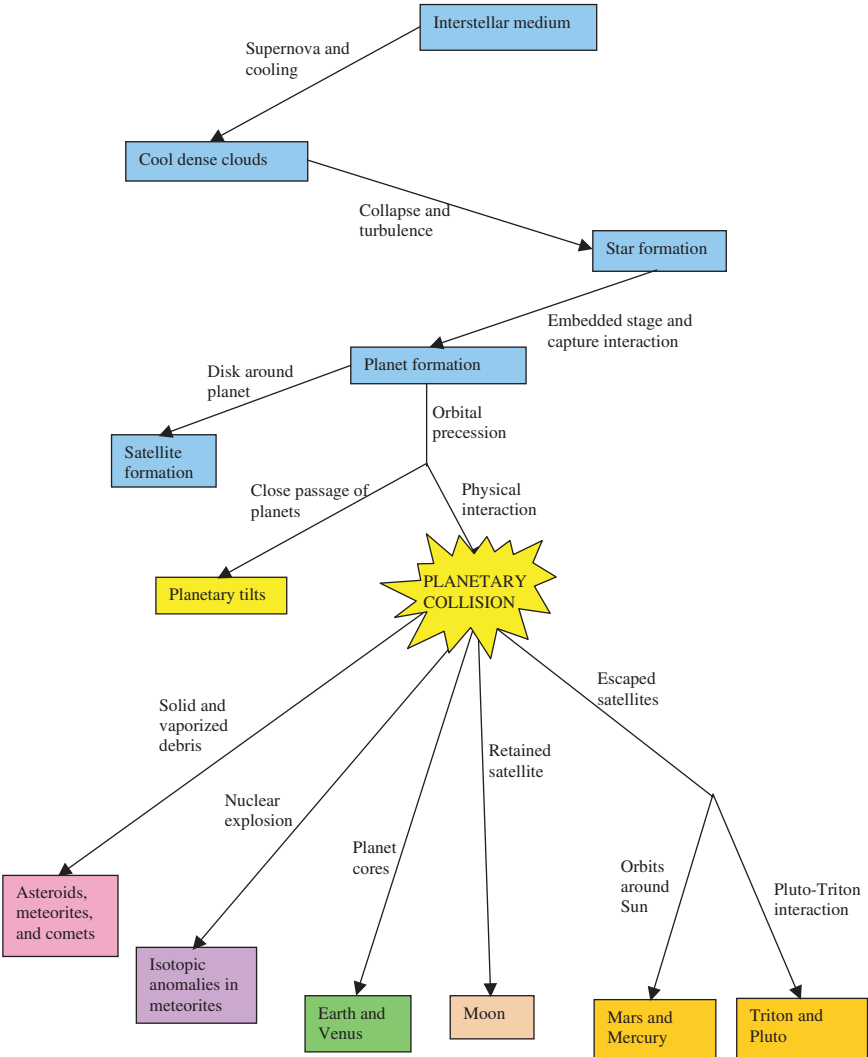 Interstellar medium
Supernova and
cooling
Cool dense clouds
Collapse and
turbulence
Star formation
Embedded stage and
capture interaction
Planet formation
Disk around
planet
Orbital
precession
Satellite
formation
Close passage of
planets
Physical
interaction
Planetary tilts
PLANETARY
COLLISION
Escaped
satellites
Solid and
vaporized
debris
Retained
satellite
Nuclear
explosion
Planet
cores
Orbits
around
Sun
Pluto-Triton
interaction
Asteroids,
meteorites,
and comets
Isotopic
anomalies in
meteorites
Earth and
Venus
Moon
Mars and
Mercury
Triton and
Pluto